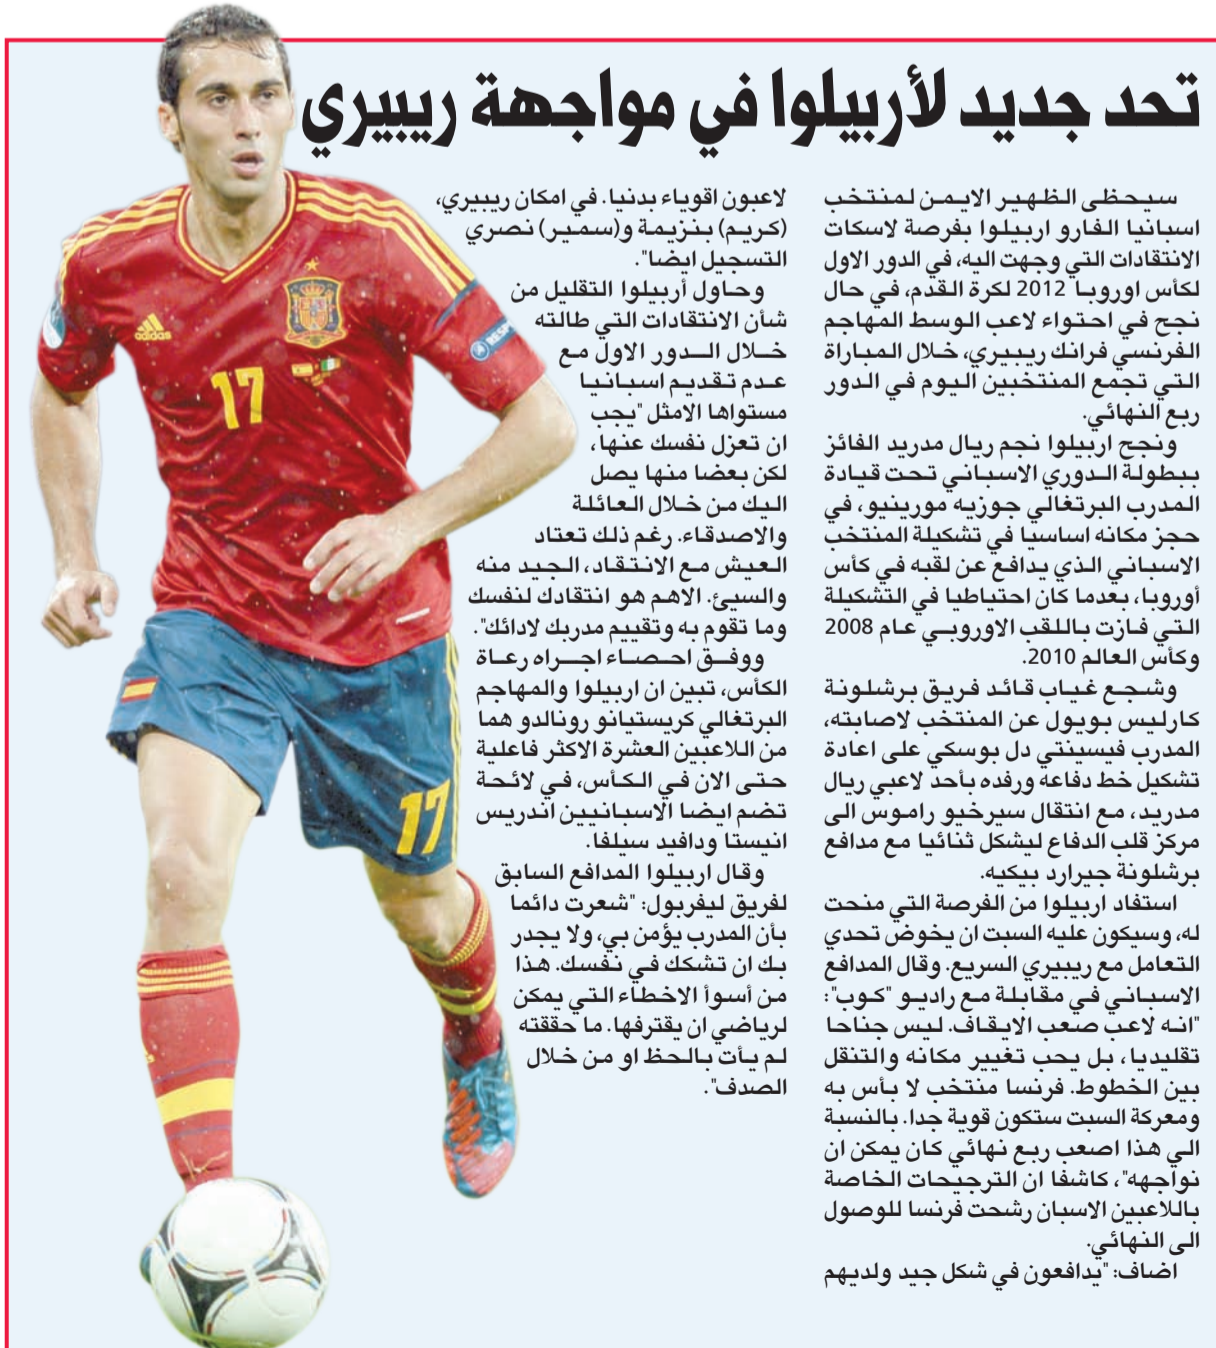 تحد جديد لأربيلوا في مواجهة ريبيري
سيحظى الظهير الايمن لمنتخب
اسبانيا الفارو اربيلوا بفرصة لاسكات
الانتقادات التي وجهت اليه، في الدور الاول
لكأس اوروبا 2012 لكرة القدم، في حال
نجح في احتواء لاعب الوسط المهاجم
الفرنسي فرانك ريبيري، خلال المباراة
التي تجمع المنتخبين اليوم في الدور
ربع النهائي.
ونجح اربيلوا نجم ريال مدريد الفائز
ببطولة الدوري الاسباني تحت قيادة
المدرب البرتغالي جوزيه مورينيو، في
حجز مكانه اساسيا في تشكيلة المنتخب
الاسباني الذي يدافع عن لقبه في كأس
أوروبا، بعدما كان احتياطيا في التشكيلة
التي فازت باللقب الاوروبي عام 2008
وكأس العالم 2010.
وشجع غياب قائد فريق برشلونة
كارليس بويول عن المنتخب لاصابته،
المدرب فيسينتي دل بوسكي على اعادة
تشكيل خط دفاعه ورفده بأحد لاعبي ريال
مدريد، مع انتقال سيرخيو راموس الى
مركز قلب الدفاع ليشكل ثنائيا مع مدافع
برشلونة جيرارد بيكيه.
استفاد اربيلوا من الفرصة التي منحت
له، وسيكون عليه السبت ان يخوض تحدي
التعامل مع ريبيري السريع. وقال المدافع
الاسباني في مقابلة مع راديو "كوب":
"انه لاعب صعب الايقاف. ليس جناحا
تقليديا، بل يحب تغيير مكانه والتنقل
بين الخطوط. فرنسا منتخب لا بأس به
ومعركة السبت ستكون قوية جدا. بالنسبة
الي هذا اصعب ربع نهائي كان يمكن ان
نواجهه"، كاشفا ان الترجيحات الخاصة
باللاعبين الاسبان رشحت فرنسا للوصول
الى النهائي.
اضاف: "يدافعون في شكل جيد ولديهم
لاعبون اقوياء بدنيا. في امكان ريبيري،
(كريم) بنزيمة و(سمير) نصري
التسجيل ايضا".
وحاول أربيلوا التقليل من
شأن الانتقادات التي طالته
خلال الدور الاول مع
عدم تقديم اسبانيا
مستواها الامثل "يجب
ان تعزل نفسك عنها،
لكن بعضا منها يصل
اليك من خلال العائلة
والاصدقاء. رغم ذلك تعتاد
العيش مع الانتقاد، الجيد منه
والسيئ. الاهم هو انتقادك لنفسك
وما تقوم به وتقييم مدربك لادائك".
ووفق احصاء اجراه رعاة
الكأس، تبين ان اربيلوا والمهاجم
البرتغالي كريستيانو رونالدو هما
من اللاعبين العشرة الاكثر فاعلية
حتى الان في الكأس، في لائحة
تضم ايضا الاسبانيين اندريس
انيستا ودافيد سيلفا.
وقال اربيلوا المدافع السابق
لفريق ليفربول: "شعرت دائما
بأن المدرب يؤمن بي، ولا يجدر
بك ان تشكك في نفسك. هذا
من أسوأ الاخطاء التي يمكن
لرياضي ان يقترفها. ما حققته
لم يأت بالحظ او من خلال
الصدف".
adidas
17
RESP
17